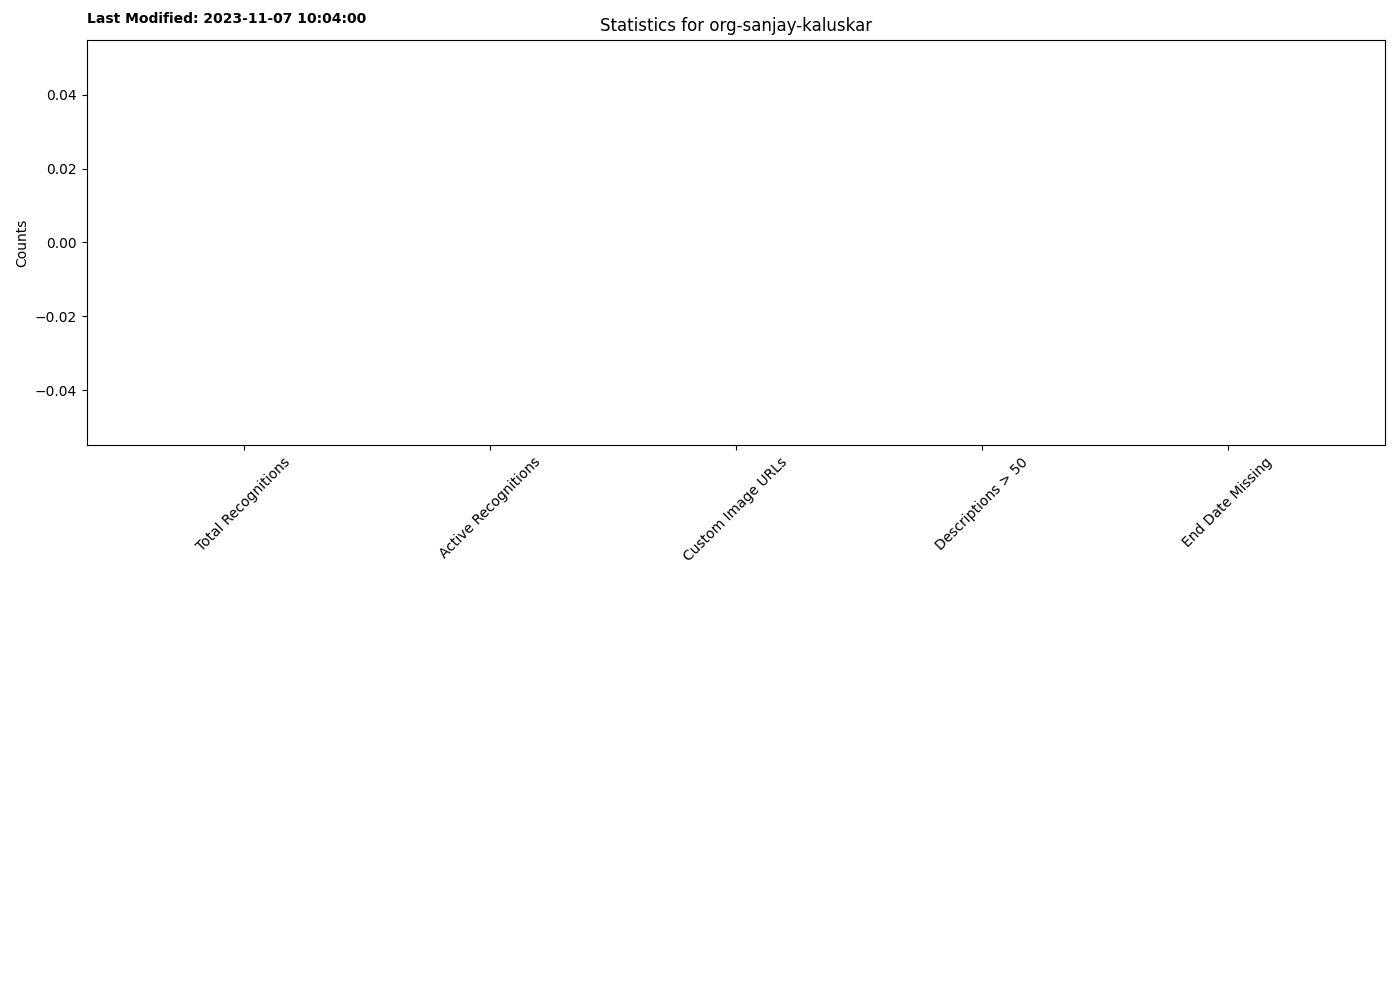 Last Modified: 2023-11-07 10:04:00
Statistics for org-sanjay-kaluskar
0.04
0.02
0.00
−0.02
−0.04
Counts
Total Recognitions
Active Recognitions
Custom Image URLs
Descriptions > 50
End Date Missing